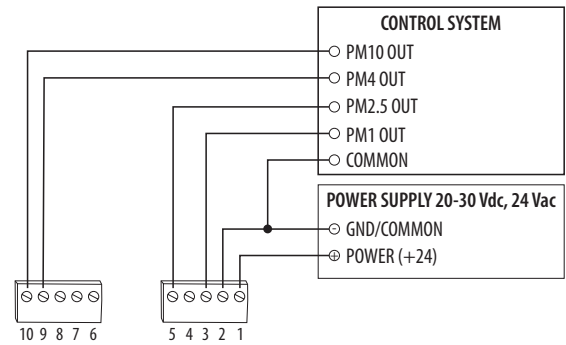 CONTROL SYSTEM
PM10 OUT
PM4 OUT
PM2.5 OUT
PM1 OUT
COMMON
POWER SUPPLY 20-30 Vdc, 24 Vac
GND/COMMON
POWER (+24)
10 9 8 7 6
5 4 3 2 1